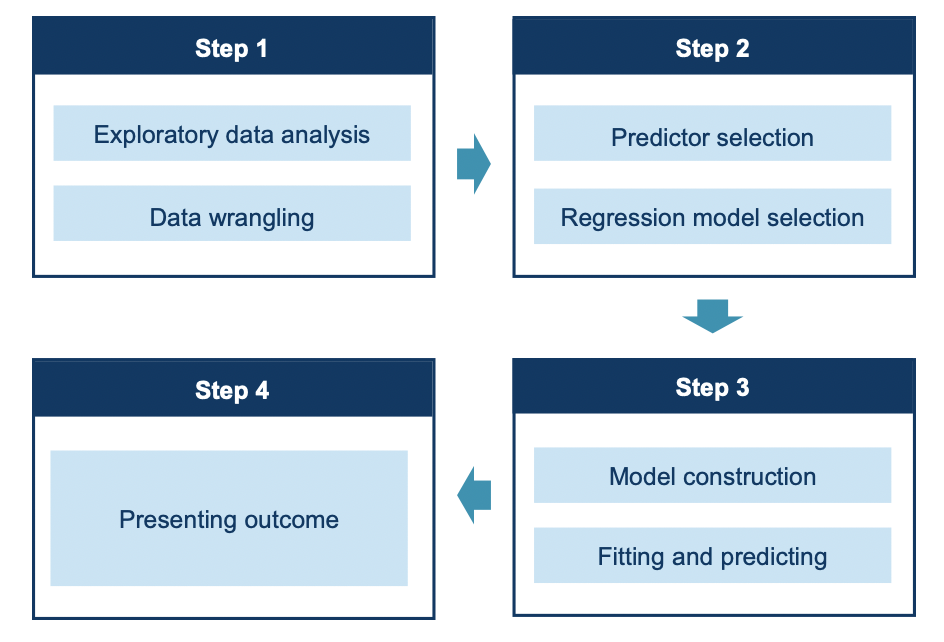 Step 1
Exploratory data analysis
Data wrangling
Step 2
Predictor selection
Regression model selection
Step 3
Model construction
Fitting and predicting
Step 4
Presenting outcome